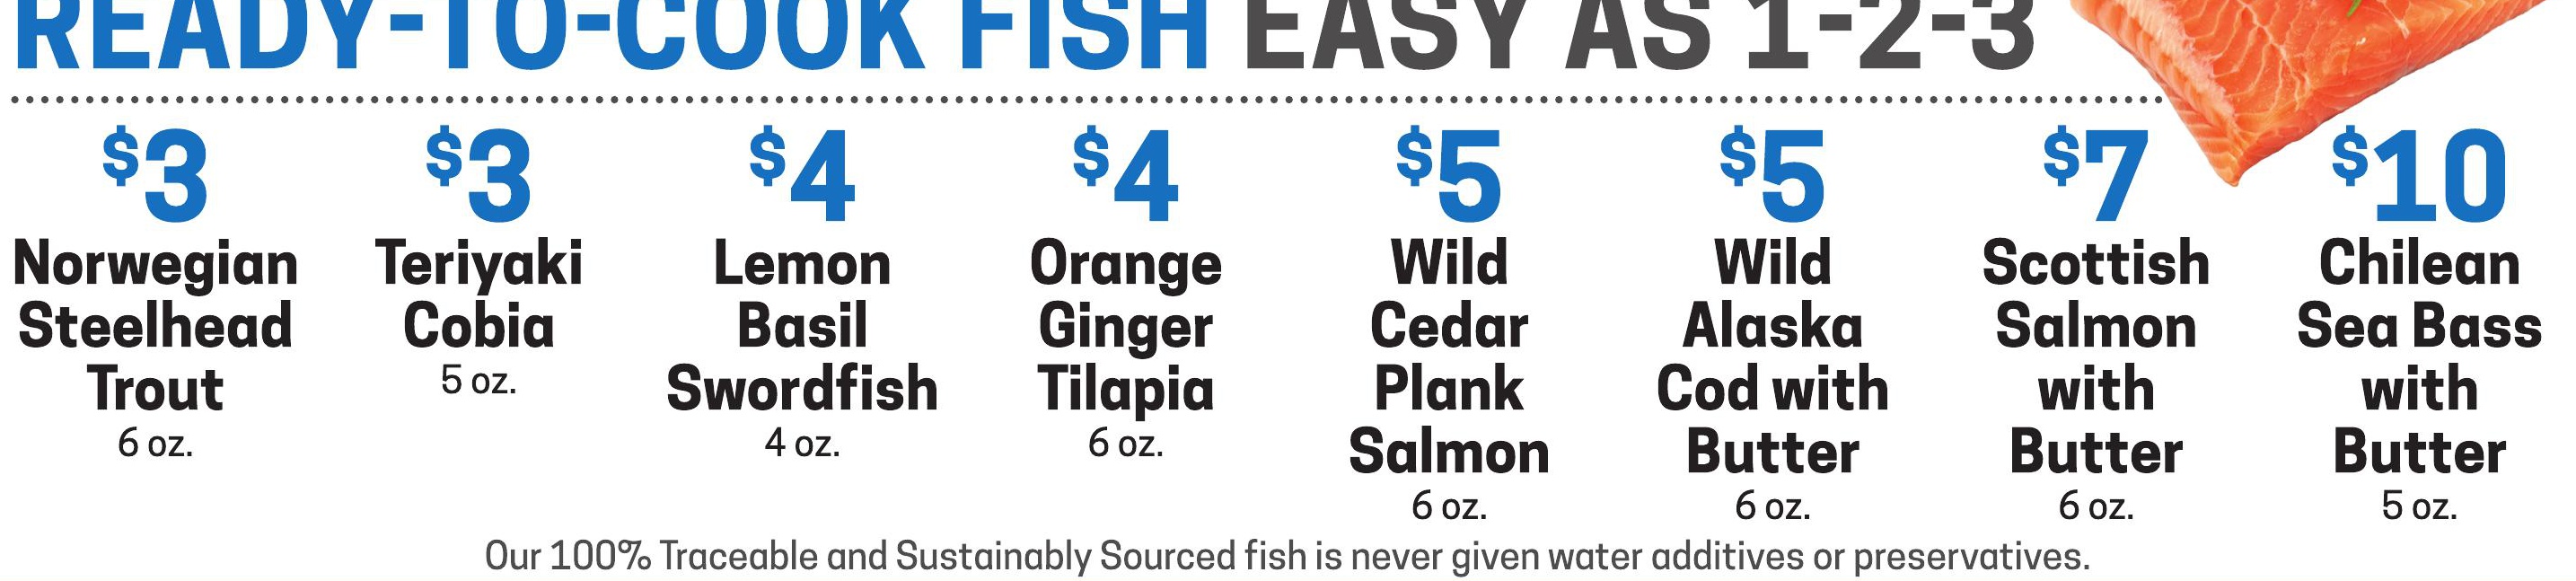 READY-TO-COOK FISH EASY AS 1-2-3
$3
Norwegian
Steelhead
Trout
6 oz.
$3
Teriyaki
Cobia
5 oz.
$4
Lemon
Basil
Swordfish
4 oz.
$4
Orange
Ginger
Tilapia
6 oz.
$5
Wild
Cedar
Plank
Salmon
6 oz.
$5
Wild
Alaska
Cod with
Butter
6 oz.
$7
Scottish
Salmon
with
Butter
6 oz.
$10
Chilean
Sea Bass
with
Butter
5 oz.
Our 100% Traceable and Sustainably Sourced fish is never given water additives or preservatives.